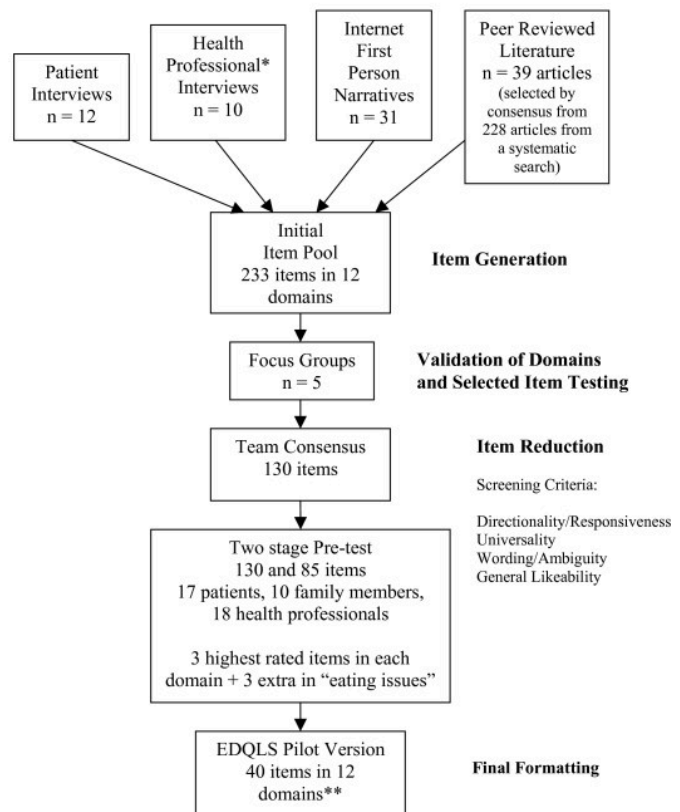 Patient
Interviews
n = 12
Health
Professional*
Interviews
n = 10
Internet
First
Person
Narratives
n = 31
Peer Reviewed
Literature
n = 39 articles
(selected by
consensus from
228 articles from
a systematic
search)
Initial
Item Pool
233 items in 12
domains
Item Generation
Focus Groups
n = 5
Validation of Domains
and Selected Item Testing
Team Consensus
130 items
Item Reduction
Screening Criteria:
Directionality/Responsiveness
Universality
Wording/Ambiguity
General Likeability
Two stage Pre-test
130 and 85 items
17 patients, 10 family members,
18 health professionals
3 highest rated items in each
domain + 3 extra in “eating issues”
EDQLS Pilot Version
40 items in 12
domains**
Final Formatting